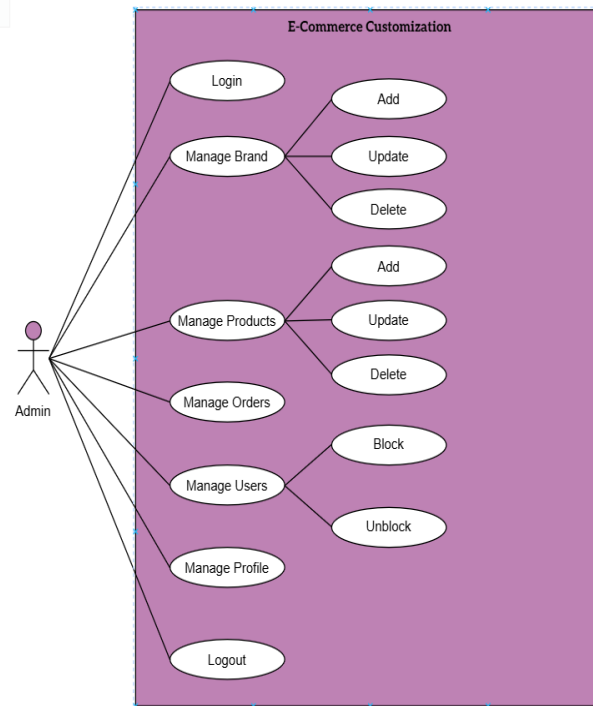 E-Commerce Customization
Login
Add
Manage Brand
Update
Delete
Add
Manage Products
Update
Delete
Admin
Manage Orders
Block
Manage Users
Unblock
Manage Profile
Logout